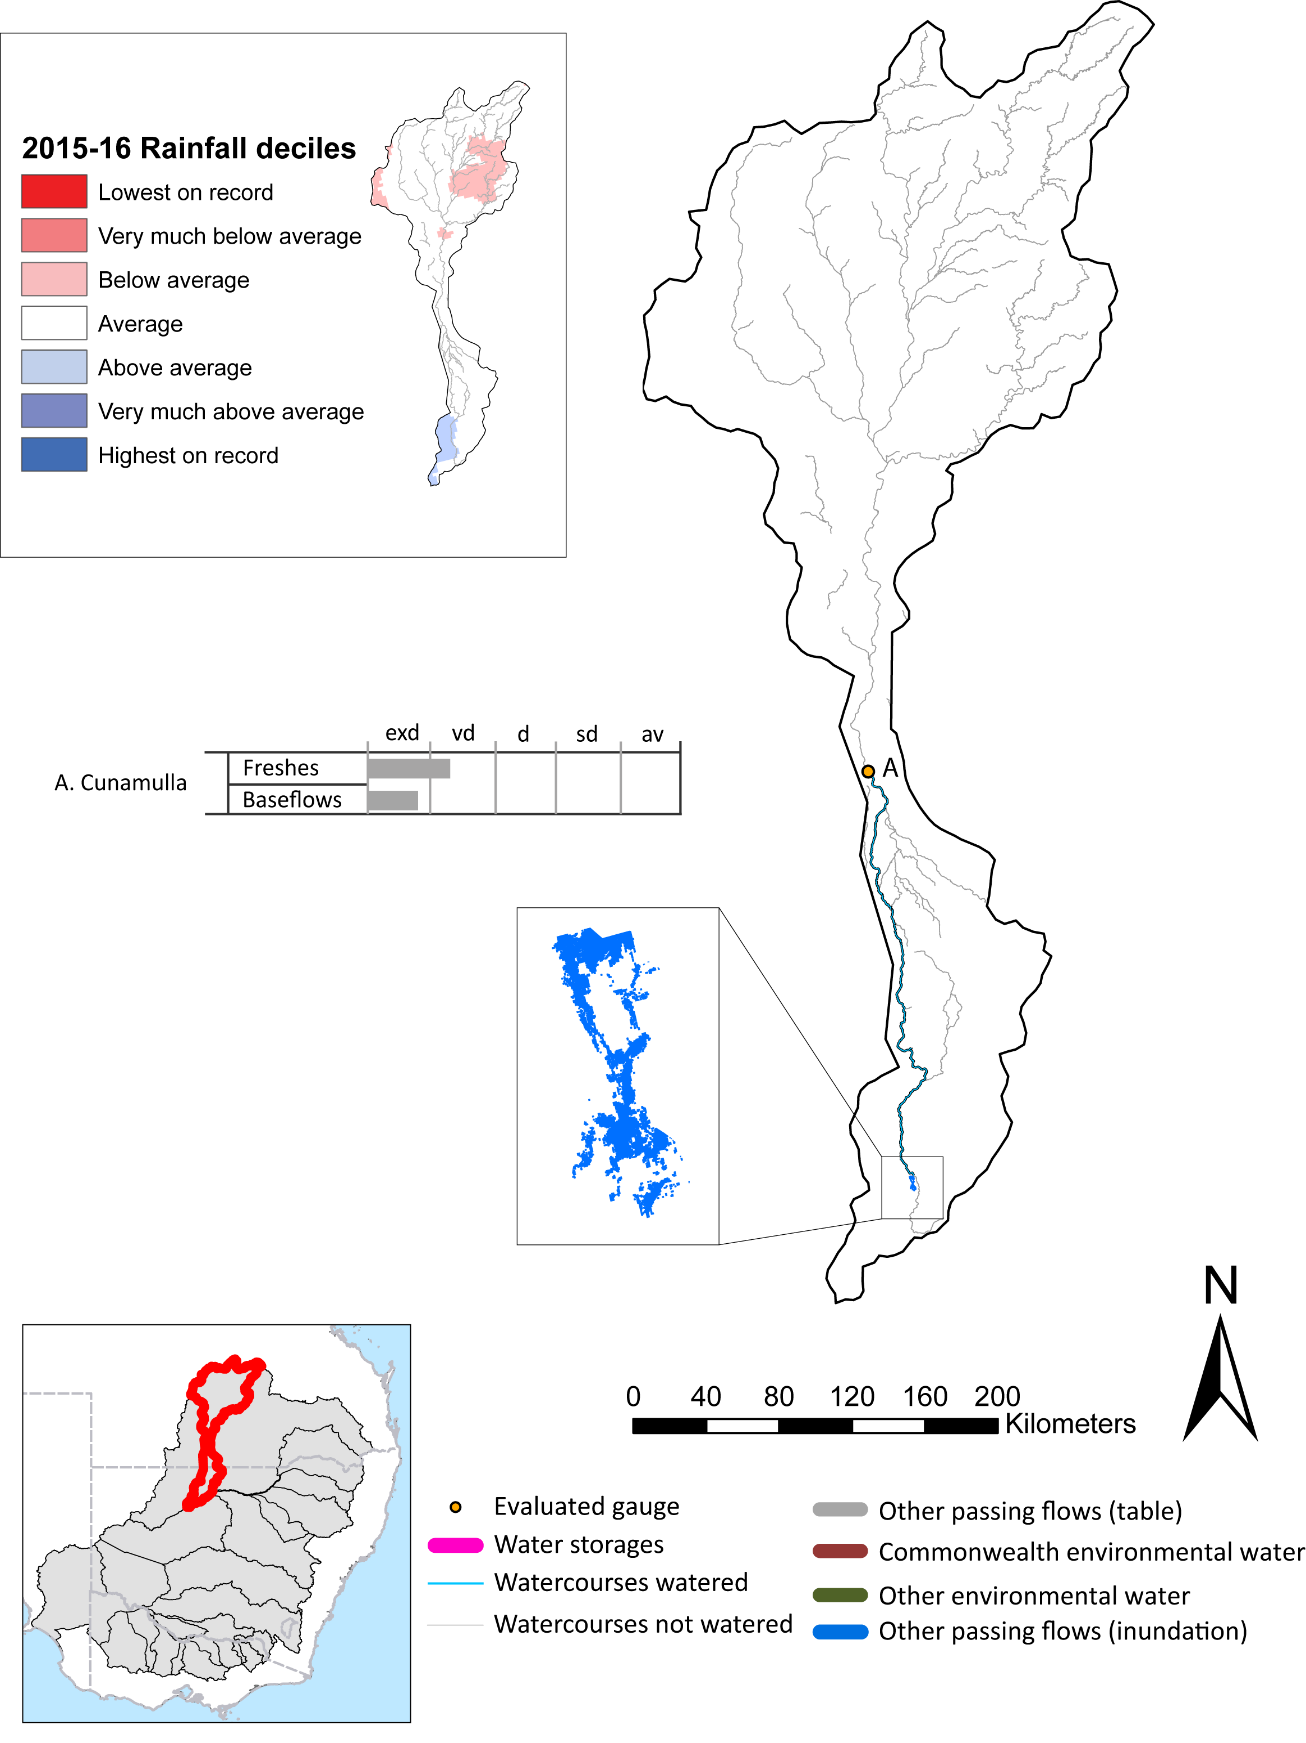 2015-16 Rainfall deciles
Lowest on record
Very much below average
Below average
Average
Above average
Very much above average
Highest on record
exd vd d sd av
A. Cunamulla
Freshes
Baseflows
A
N
0 40 80 120 160 200
Kilometers
Evaluated gauge
Water storages
Watercourses watered
Watercourses not watered
Other passing flows (table)
Commonwealth environmental water
Other environmental water
Other passing flows (inundation)